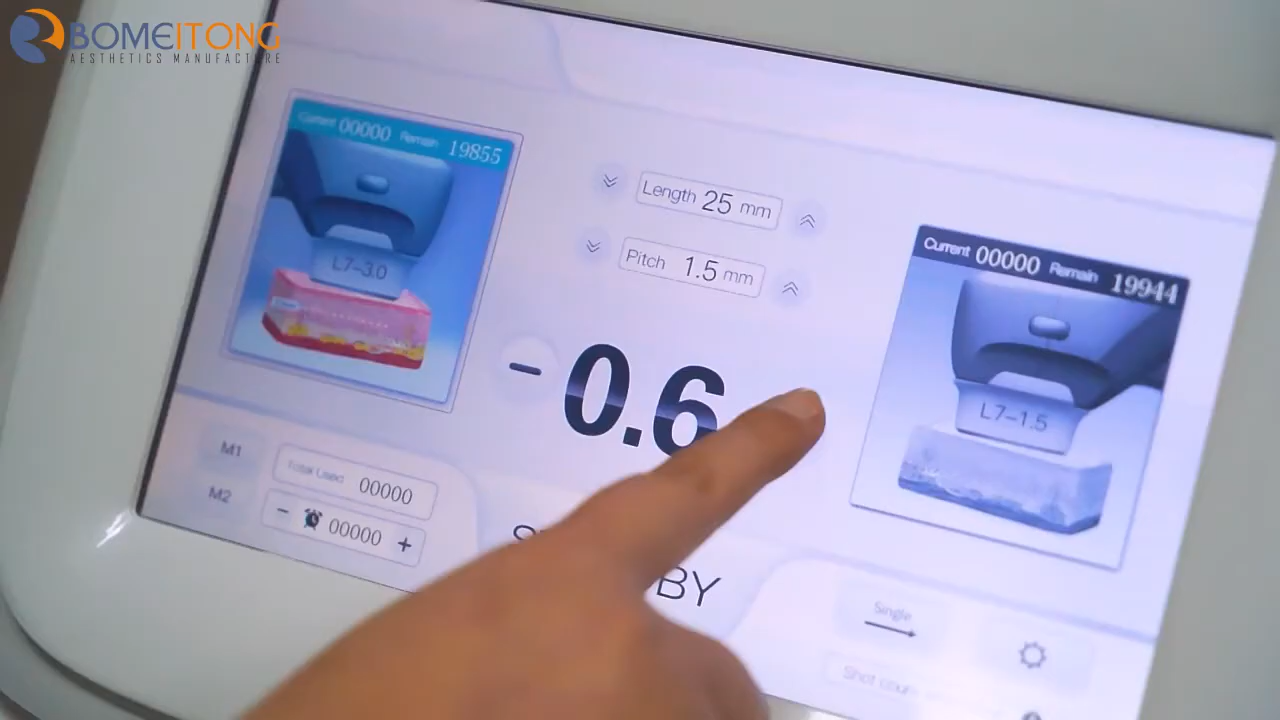 BOMEITONG
AESTHETICS MANUFACTURE
Current 00000 Remain 19855
L7-3.0
Length 25 mm
Pitch 1.5 mm
Current 00000 Remain 19944
L7-1.5
- 0.6
M1
M2
Total Used 00000
- 00000 +
BY
Single
Shot